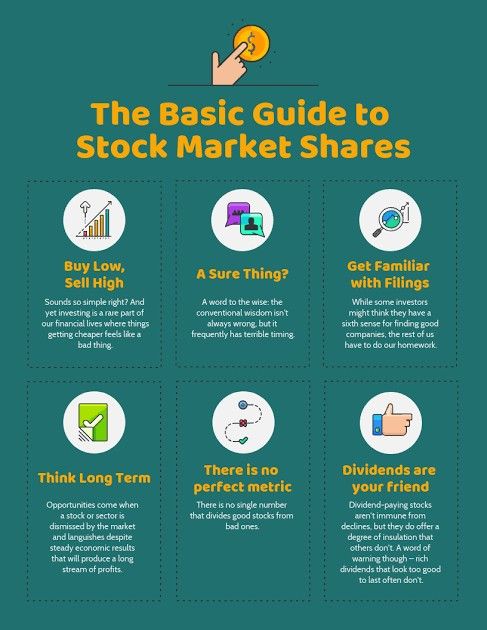 The Basic Guide to
Stock Market Shares
Buy Low,
Sell High
Sounds so simple right? And
yet investing is a rare part of
our financial lives where things
getting cheaper feels like a
bad thing.
A Sure Thing?
A word to the wise: the
conventional wisdom isn't
always wrong, but it
frequently has terrible timing.
Get Familiar
with Filings
While some investors
might think they have a
sixth sense for finding good
companies, the rest of us
have to do our homework.
Think Long Term
Opportunities come when
a stock or sector is
dismissed by the market
and languishes despite
steady economic results
that will produce a long
stream of profits.
There is no
perfect metric
There is no single number
that divides good stocks from
bad ones.
Dividends are
your friend
Dividend-paying stocks
aren't immune from
declines, but they do offer a
degree of insulation that
others don't. A word of
warning though – rich
dividends that look too good
to last often don't.